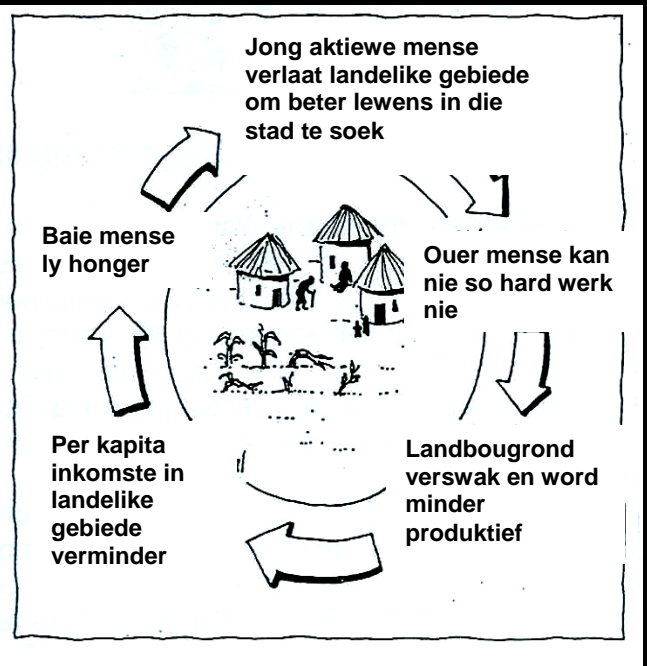 Jong aktiewe mense
verlaat landelike gebiede
om beter lewens in die
stad te soek
Ouer mense kan
nie so hard werk
nie
Landbougrond
verswak en word
minder
produktief
Per kapita
inkomste in
landelike
gebiede
verminder
Baie mense
ly honger